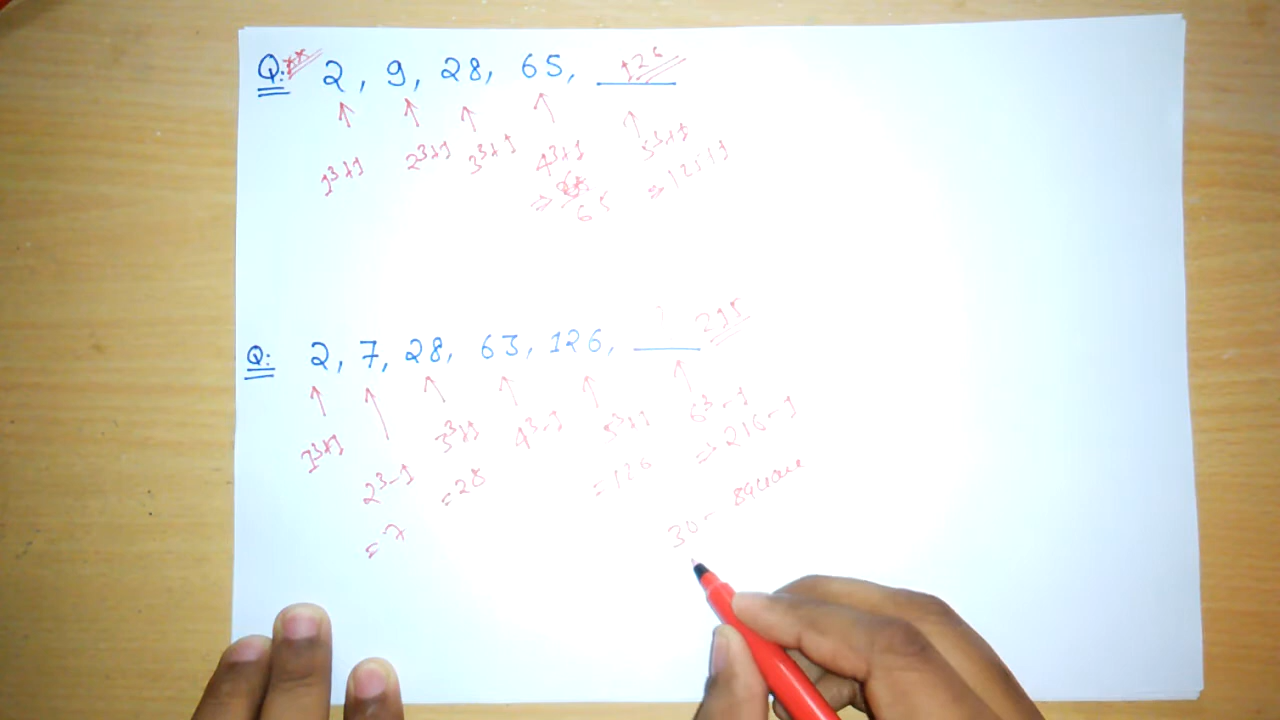 Q:** 2, 9, 28, 65, 126
1³+1 2³+1 3³+1 4³+1 5³+1
⇒ 65 ⇒ 125+1
Q: 2, 7, 28, 63, 126, 215
1³+1 2³-1 3³+1 4³-1 5³+1 6³-1
= 7 = 28 = 126 ⇒ 216-1
30 - square